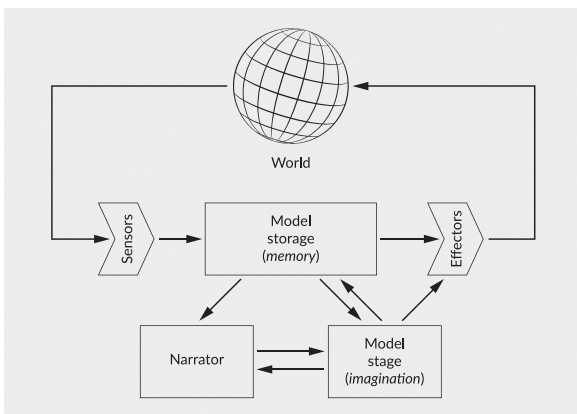 World
Sensors
Model
storage
(memory)
Effectors
Narrator
Model
stage
(imagination)